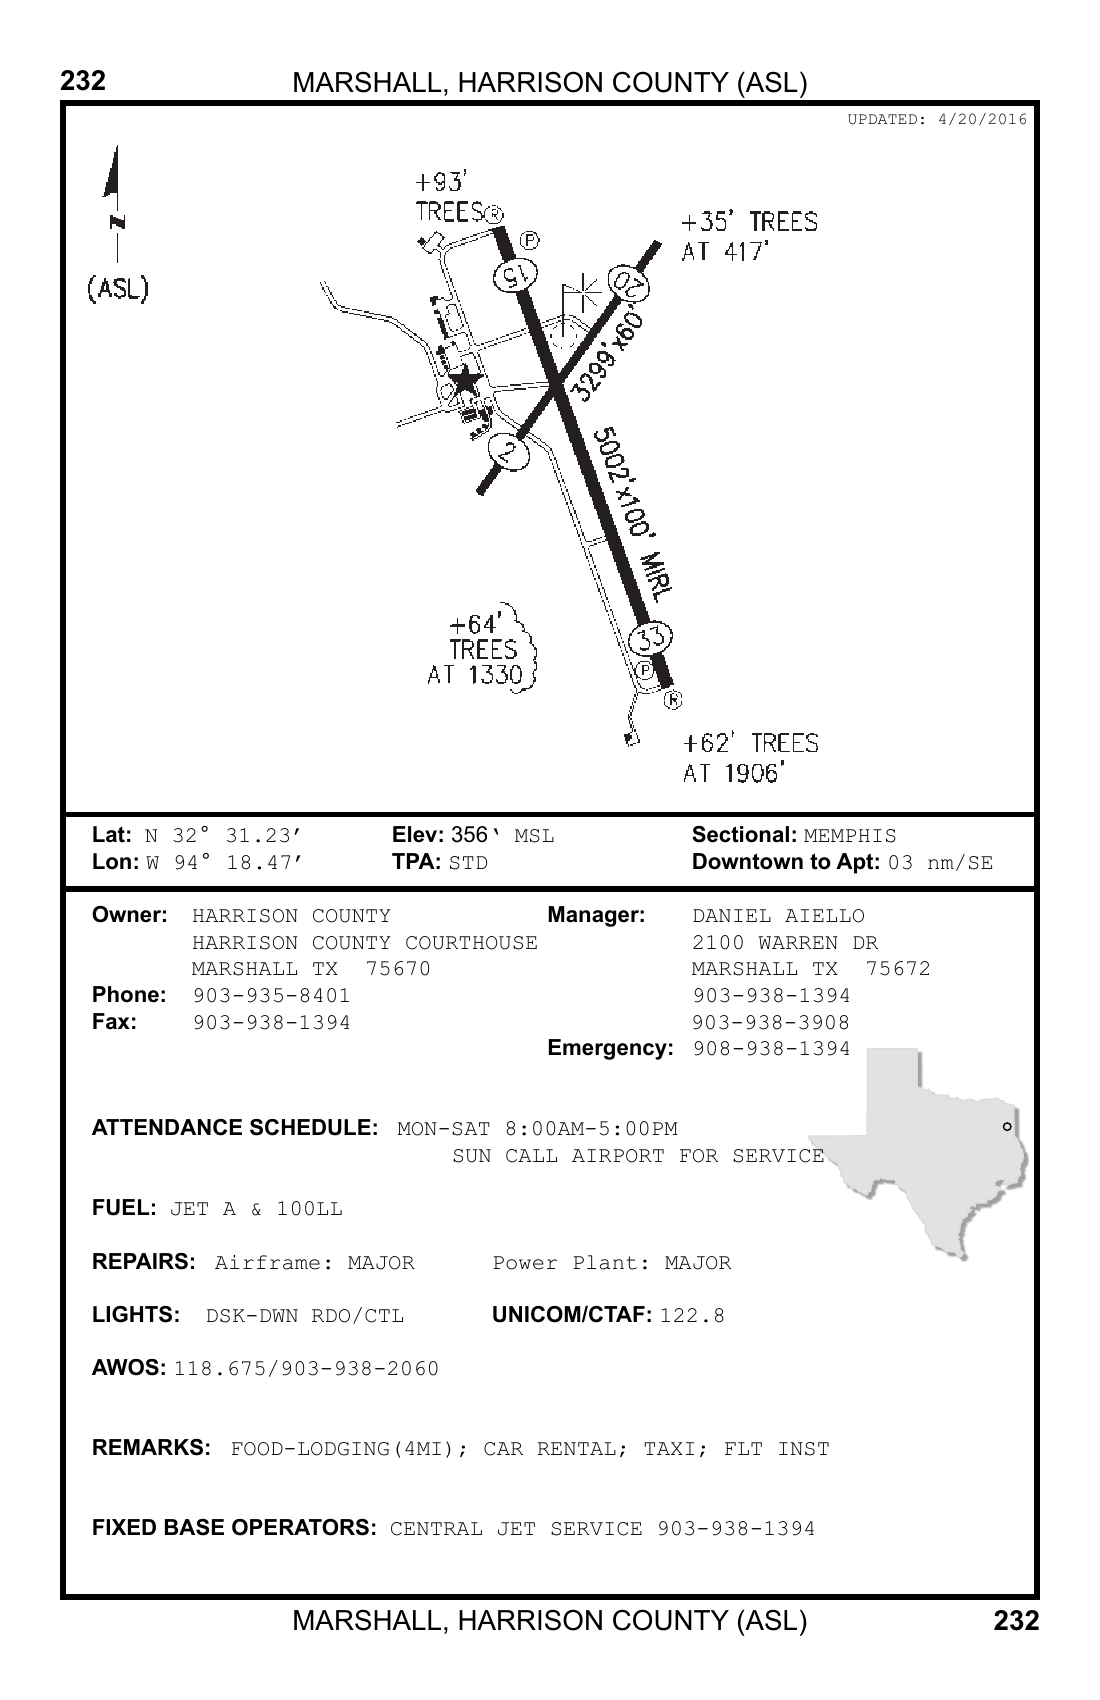 232 MARSHALL, HARRISON COUNTY (ASL)
UPDATED: 4/20/2016
+93'
TREES R
P
+35' TREES
AT 417'
N
(ASL)
15
20
3299'x60'
2
5002'x100' MIRL
+64'
TREES
AT 1330
33
P
R
+62' TREES
AT 1906'
Lat: N 32° 31.23’ Elev: 356‘ MSL Sectional: MEMPHIS
Lon: W 94° 18.47’ TPA: STD Downtown to Apt: 03 nm/SE
Owner: HARRISON COUNTY Manager: DANIEL AIELLO
HARRISON COUNTY COURTHOUSE 2100 WARREN DR
MARSHALL TX 75670 MARSHALL TX 75672
Phone: 903-935-8401 903-938-1394
Fax: 903-938-1394 903-938-3908
Emergency: 908-938-1394
ATTENDANCE SCHEDULE: MON-SAT 8:00AM-5:00PM
SUN CALL AIRPORT FOR SERVICE
FUEL: JET A & 100LL
REPAIRS: Airframe: MAJOR Power Plant: MAJOR
LIGHTS: DSK-DWN RDO/CTL UNICOM/CTAF: 122.8
AWOS: 118.675/903-938-2060
REMARKS: FOOD-LODGING(4MI); CAR RENTAL; TAXI; FLT INST
FIXED BASE OPERATORS: CENTRAL JET SERVICE 903-938-1394
MARSHALL, HARRISON COUNTY (ASL) 232